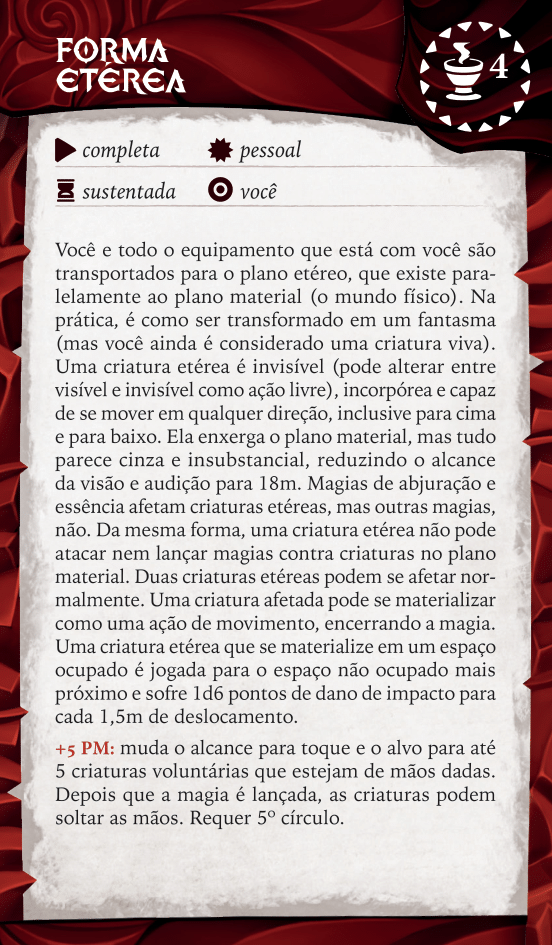 FORMA
ETÉREA
4
completa pessoal
sustentada você
Você e todo o equipamento que está com você são
transportados para o plano etéreo, que existe para-
lelamente ao plano material (o mundo físico). Na
prática, é como ser transformado em um fantasma
(mas você ainda é considerado uma criatura viva).
Uma criatura etérea é invisível (pode alterar entre
visível e invisível como ação livre), incorpórea e capaz
de se mover em qualquer direção, inclusive para cima
e para baixo. Ela enxerga o plano material, mas tudo
parece cinza e insubstancial, reduzindo o alcance
da visão e audição para 18m. Magias de abjuração e
essência afetam criaturas etéreas, mas outras magias,
não. Da mesma forma, uma criatura etérea não pode
atacar nem lançar magias contra criaturas no plano
material. Duas criaturas etéreas podem se afetar nor-
malmente. Uma criatura afetada pode se materializar
como uma ação de movimento, encerrando a magia.
Uma criatura etérea que se materialize em um espaço
ocupado é jogada para o espaço não ocupado mais
próximo e sofre 1d6 pontos de dano de impacto para
cada 1,5m de deslocamento.
+5 PM: muda o alcance para toque e o alvo para até
5 criaturas voluntárias que estejam de mãos dadas.
Depois que a magia é lançada, as criaturas podem
soltar as mãos. Requer 5º círculo.